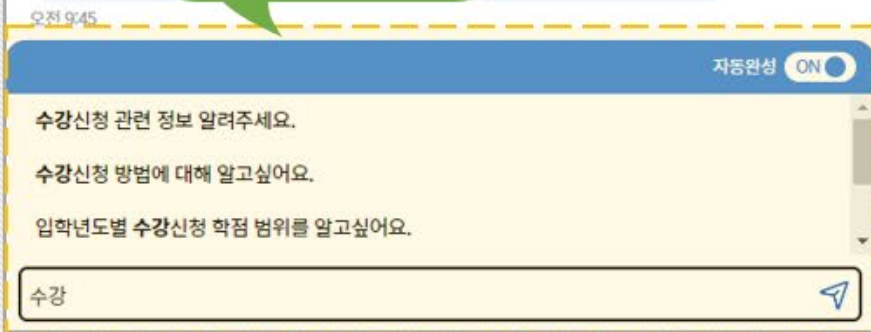 오전 9:45
자동완성 ON
수강신청 관련 정보 알려주세요.
수강신청 방법에 대해 알고싶어요.
입학년도별 수강신청 학점 범위를 알고싶어요.
수강